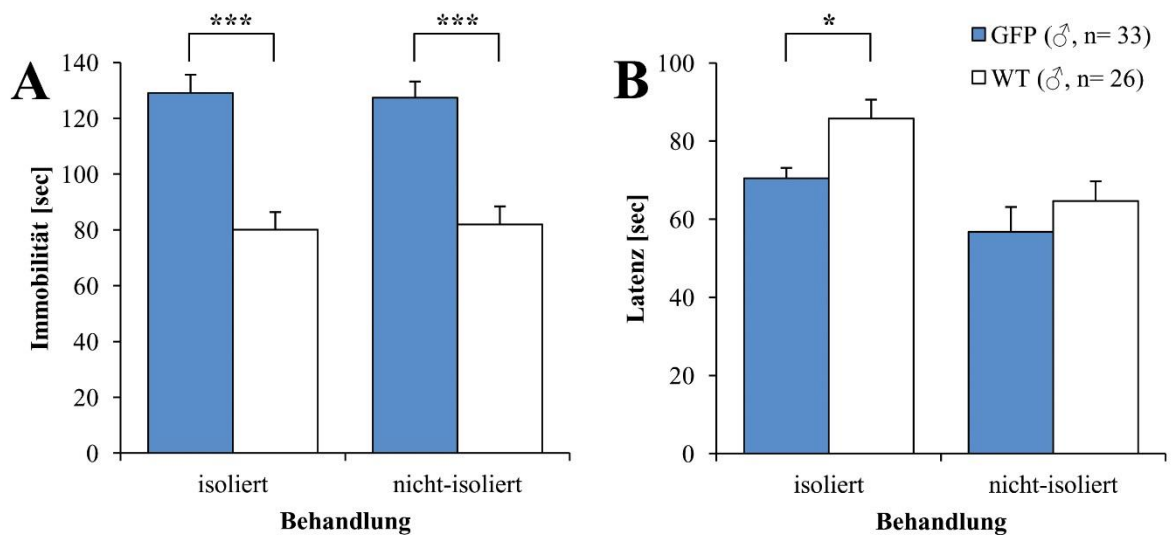 A
***
***
Immobilität [sec]
140
120
100
80
60
40
20
0
isoliert
nicht-isoliert
Behandlung
B
*
GFP (♂, n= 33)
WT (♂, n= 26)
Latenz [sec]
100
80
60
40
20
0
isoliert
nicht-isoliert
Behandlung